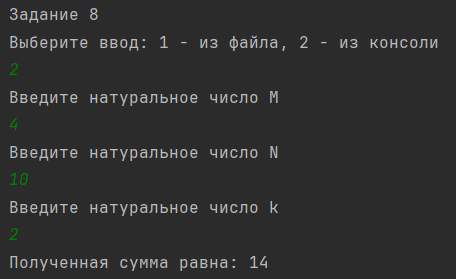 Задание 8
Выберите ввод: 1 - из файла, 2 - из консоли
2
Введите натуральное число M
4
Введите натуральное число N
10
Введите натуральное число k
2
Полученная сумма равна: 14